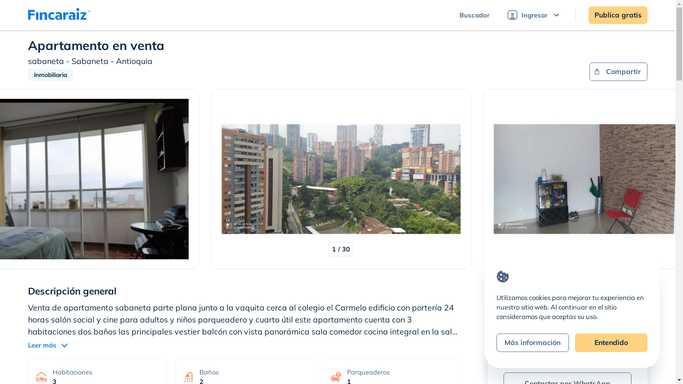 Fincaraiz
Buscador
Ingresar
Publica gratis
Apartamento en venta
sabaneta - Sabaneta - Antioquia
Inmobiliaria
Compartir
1 / 30
Descripción general
Venta de apartamento sabaneta parte plana junto a la vaquita cerca al colegio el Carmelo edificio con portería 24
horas salón social y cine para adultos y niños parqueadero y cuarto útil este apartamento cuenta con 3
habitaciones dos baños las principales vestier balcón con vista panorámica sala comedor cocina integral en la sal...
Leer más
Habitaciones
3
Baños
2
Parqueaderos
1
Utilizamos cookies para mejorar tu experiencia en
nuestro sitio web. Al continuar en el sitio
consideramos que aceptas su uso.
Más información
Entendido
Contactar por WhatsApp